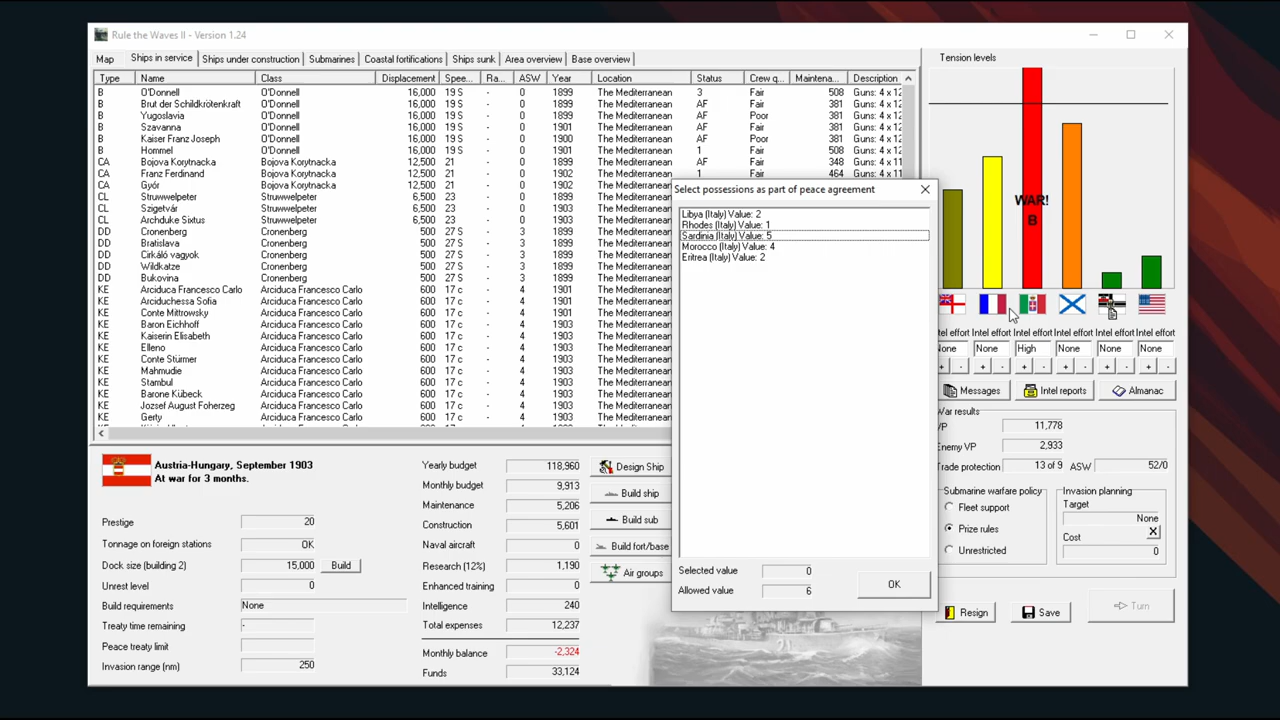 Rule the Waves II - Version 1.24
Map Ships in service Ships under construction Submarines Coastal fortifications Ships sunk Area overview Base overview
Type Name Class Displacement Spee... Ra... ASW Year Location Status Crew q... Maintena... Description
B O'Donnell O'Donnell 16,000 19 S - 0 1899 The Mediterranean 3 Fair 508 Guns: 4 x 12
B Brut der Schildkrötenkraft O'Donnell 16,000 19 S - 0 1899 The Mediterranean AF Fair 381 Guns: 4 x 12
B Yugoslavia O'Donnell 16,000 19 S - 0 1899 The Mediterranean AF Poor 381 Guns: 4 x 12
B Szavanna O'Donnell 16,000 19 S - 0 1901 The Mediterranean AF Fair 381 Guns: 4 x 12
B Kaiser Franz Joseph O'Donnell 16,000 19 S - 0 1901 The Mediterranean AF Fair 381 Guns: 4 x 12
B Hommel O'Donnell 16,000 19 S - 0 1901 The Mediterranean 1 Fair 508 Guns: 4 x 12
CA Bojova Korytnacka Bojova Korytnacka 12,500 21 - 0 1899 The Mediterranean AF Fair 348 Guns: 4 x 11
CA Franz Ferdinand Bojova Korytnacka 12,500 21 - 0 1902 The Mediterranean 1 Fair 464 Guns: 4 x 11
CA Győr Bojova Korytnacka 12,500 21 - 0 1902 The Mediterranean
CL Struwwelpeter Struwwelpeter 6,500 23 - 0 1899 The Mediterranean
CL Szigetvár Struwwelpeter 6,500 23 - 0 1903 The Mediterranean
CL Archduke Sixtus Struwwelpeter 6,500 23 - 0 1903 The Mediterranean
DD Cronenberg Cronenberg 500 27 S - 3 1899 The Mediterranean
DD Bratislava Cronenberg 500 27 S - 3 1899 The Mediterranean
DD Cirkáló vagyok Cronenberg 500 27 S - 3 1899 The Mediterranean
DD Wildkatze Cronenberg 500 27 S - 3 1899 The Mediterranean
DD Bukovina Cronenberg 500 27 S - 3 1899 The Mediterranean
KE Arciduca Francesco Carlo Arciduca Francesco Carlo 600 17 c - 4 1901 The Mediterranean
KE Arciduchessa Sofia Arciduca Francesco Carlo 600 17 c - 4 1901 The Mediterranean
KE Conte Mittrowsky Arciduca Francesco Carlo 600 17 c - 4 1901 The Mediterranean
KE Baron Eichhoff Arciduca Francesco Carlo 600 17 c - 4 1903 The Mediterranean
KE Kaiserin Elisabeth Arciduca Francesco Carlo 600 17 c - 4 1903 The Mediterranean
KE Elleno Arciduca Francesco Carlo 600 17 c - 4 1903 The Mediterranean
KE Conte Stürmer Arciduca Francesco Carlo 600 17 c - 4 1903 The Mediterranean
KE Mahmudie Arciduca Francesco Carlo 600 17 c - 4 1903 The Mediterranean
KE Stambul Arciduca Francesco Carlo 600 17 c - 4 1903 The Mediterranean
KE Barone Kübeck Arciduca Francesco Carlo 600 17 c - 4 1903 The Mediterranean
KE Jozsef August Foherzeg Arciduca Francesco Carlo 600 17 c - 4 1903 The Mediterranean
KE Gerty Arciduca Francesco Carlo 600 17 c - 4 1903 The Mediterranean
Select possessions as part of peace agreement
Libya (Italy) Value: 2
Rhodes (Italy) Value: 1
Sardinia (Italy) Value: 5
Morocco (Italy) Value: 4
Eritrea (Italy) Value: 2
Selected value 0
Allowed value 6
OK
Tension levels
WAR!
B
ntel effort Intel effort Intel effort Intel effort Intel effort Intel effort
None None High None None None
+ - + - + - + - + - + -
Messages Intel reports Almanac
War results
VP 11,778
Enemy VP 2,933
Trade protection 13 of 9 ASW 52/0
Submarine warfare policy
Fleet support
Prize rules
Unrestricted
Invasion planning
Target
None
Cost X
0
Resign Save Turn
Austria-Hungary, September 1903
At war for 3 months.
Prestige 20
Tonnage on foreign stations OK
Dock size (building 2) 15,000 Build
Unrest level 0
Build requirements None
Treaty time remaining -
Peace treaty limit
Invasion range (nm) 250
Yearly budget 118,960
Monthly budget 9,913
Maintenance 5,206
Construction 5,601
Naval aircraft 0
Research (12%) 1,190
Enhanced training 0
Intelligence 240
Total expenses 12,237
Monthly balance -2,324
Funds 33,124
Design Ship
Build ship
Build sub
Build fort/base
Air groups